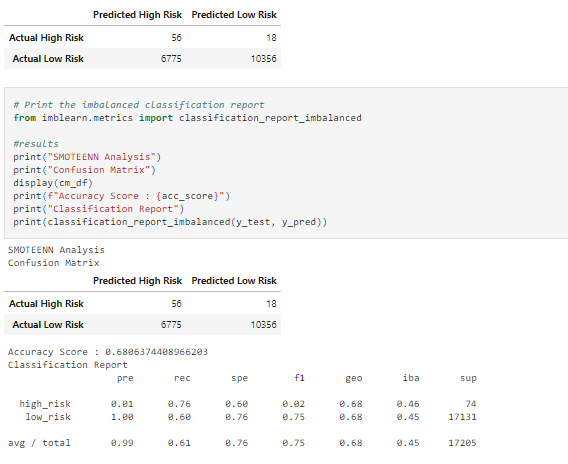 Predicted High Risk Predicted Low Risk
Actual High Risk 56 18
Actual Low Risk 6775 10356
# Print the imbalanced classification report
from imblearn.metrics import classification_report_imbalanced
#results
print("SMOTEENN Analysis")
print("Confusion Matrix")
display(cm_df)
print(f"Accuracy Score : {acc_score}")
print("Classification Report")
print(classification_report_imbalanced(y_test, y_pred))
SMOTEENN Analysis
Confusion Matrix
Predicted High Risk Predicted Low Risk
Actual High Risk 56 18
Actual Low Risk 6775 10356
Accuracy Score : 0.6806374408966203
Classification Report
pre rec spe f1 geo iba sup
high_risk 0.01 0.76 0.60 0.02 0.68 0.46 74
low_risk 1.00 0.60 0.76 0.75 0.68 0.45 17131
avg / total 0.99 0.61 0.76 0.75 0.68 0.45 17205